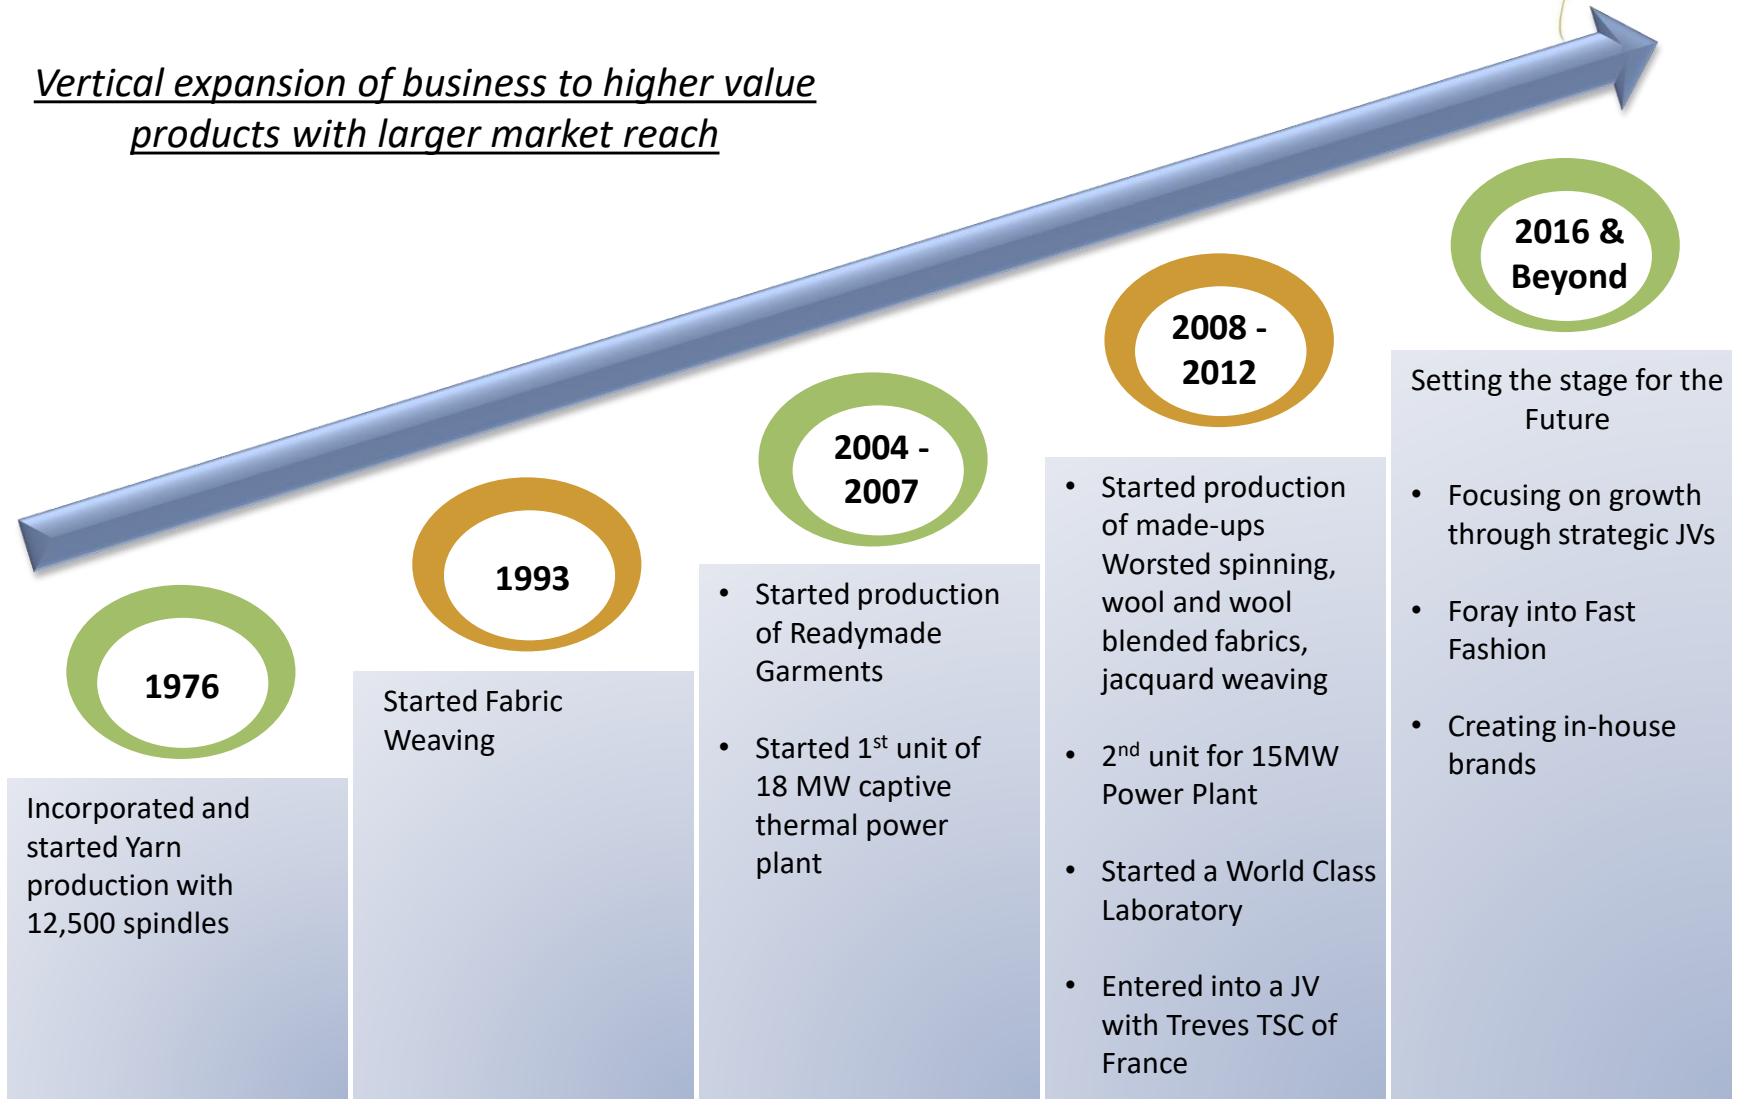 Vertical expansion of business to higher value
products with larger market reach
1976
Incorporated and
started Yarn
production with
12,500 spindles
1993
Started Fabric
Weaving
2004 -
2007
• Started production
of Readymade
Garments
• Started 1st unit of
18 MW captive
thermal power
plant
2008 -
2012
• Started production
of made-ups
Worsted spinning,
wool and wool
blended fabrics,
jacquard weaving
• 2nd unit for 15MW
Power Plant
• Started a World Class
Laboratory
• Entered into a JV
with Treves TSC of
France
2016 &
Beyond
Setting the stage for the
Future
• Focusing on growth
through strategic JVs
• Foray into Fast
Fashion
• Creating in-house
brands